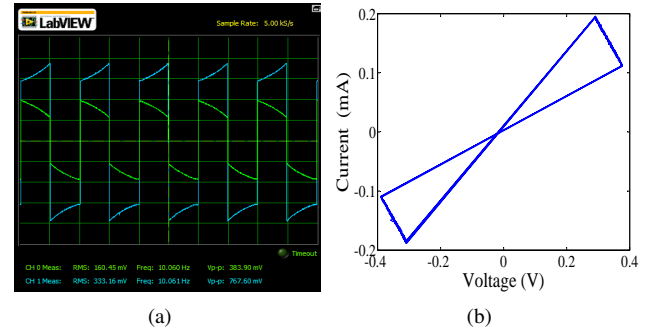 LabVIEW
Sample Rate: 5.00 kS/s
Timeout
CH 0 Meas: RMS: 160.45 mV Freq: 10.060 Hz Vp-p: 383.90 mV
CH 1 Meas: RMS: 333.16 mV Freq: 10.061 Hz Vp-p: 767.60 mV
(a)
(b)
0.2
0.1
0
-0.1
-0.2
Current (mA)
-0.4 -0.2 0 0.2 0.4
Voltage (V)